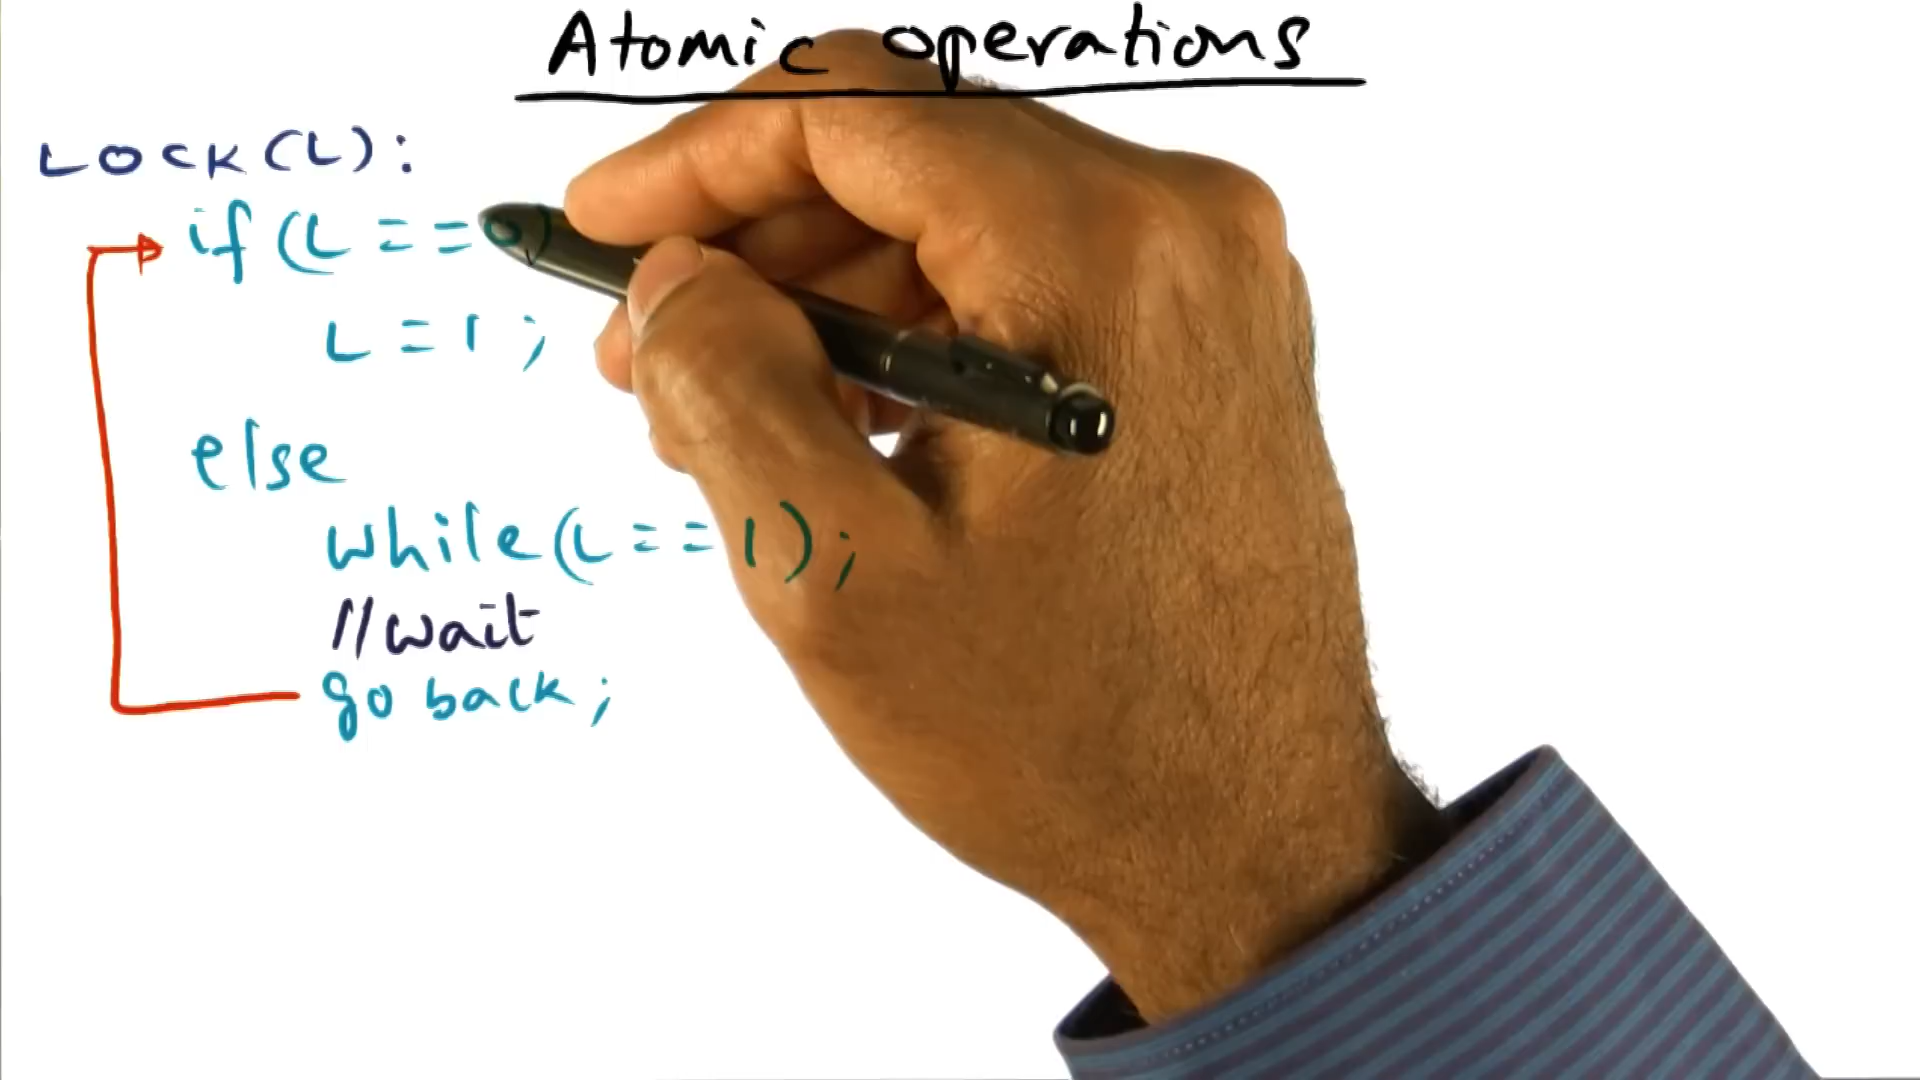 Atomic operations
LOCK(L):
if (L == 0)
L = 1;
else
while(L == 1);
//wait
go back;